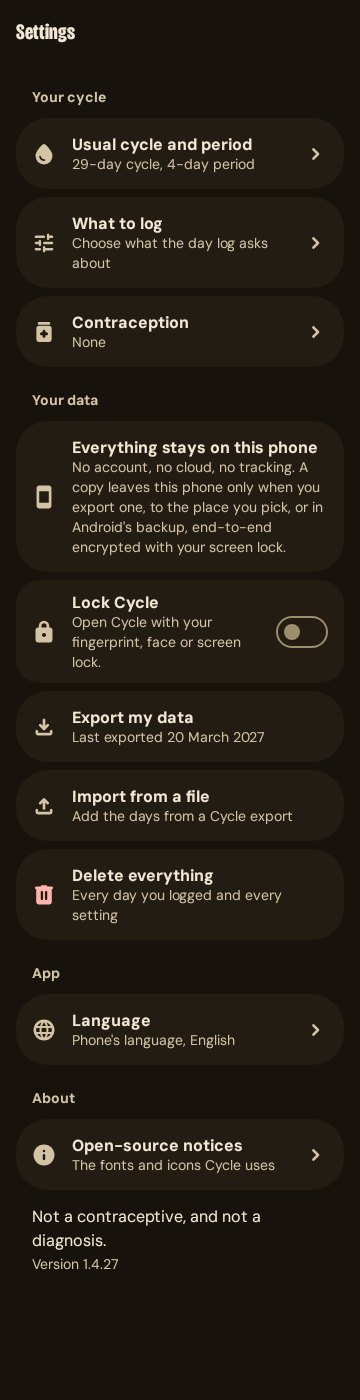 Settings
Your cycle
Usual cycle and period
29-day cycle, 4-day period
What to log
Choose what the day log asks
about
Contraception
None
Your data
Everything stays on this phone
No account, no cloud, no tracking. A
copy leaves this phone only when you
export one, to the place you pick, or in
Android's backup, end-to-end
encrypted with your screen lock.
Lock Cycle
Open Cycle with your
fingerprint, face or screen
lock.
Export my data
Last exported 20 March 2027
Import from a file
Add the days from a Cycle export
Delete everything
Every day you logged and every
setting
App
Language
Phone's language, English
About
Open-source notices
The fonts and icons Cycle uses
Not a contraceptive, and not a
diagnosis.
Version 1.4.27